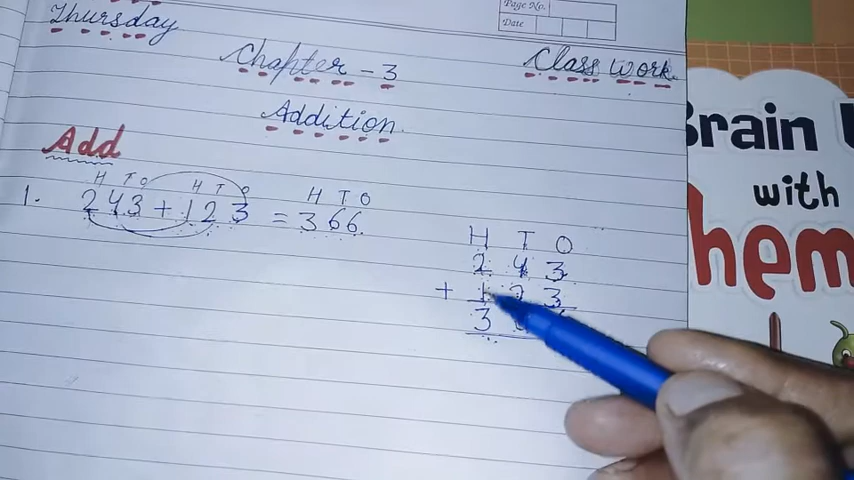 Page No.
Date
Thursday
Chapter - 3
Class Work
Addition
Add
H T O H T O H T O
1. 243 + 123 = 366
H T O
2 4 3
+ 1 2 3
3
Brain
with